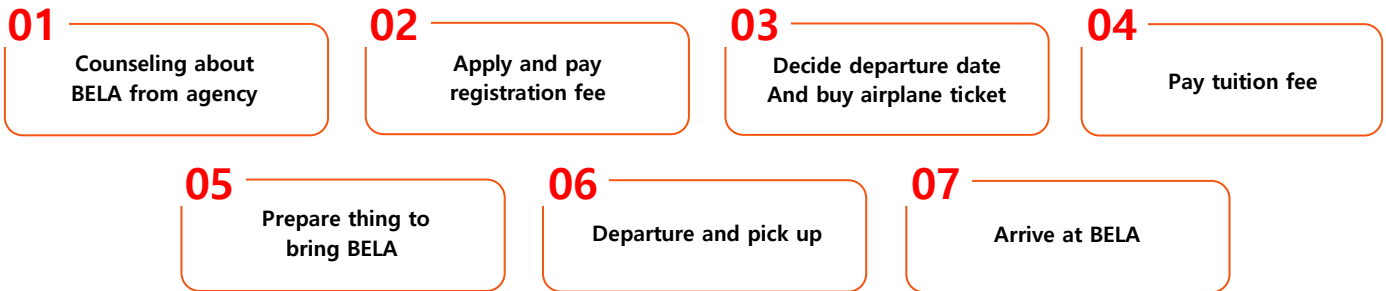 01
Counseling about
BELA from agency
02
Apply and pay
registration fee
03
Decide departure date
And buy airplane ticket
04
Pay tuition fee
05
Prepare thing to
bring BELA
06
Departure and pick up
07
Arrive at BELA